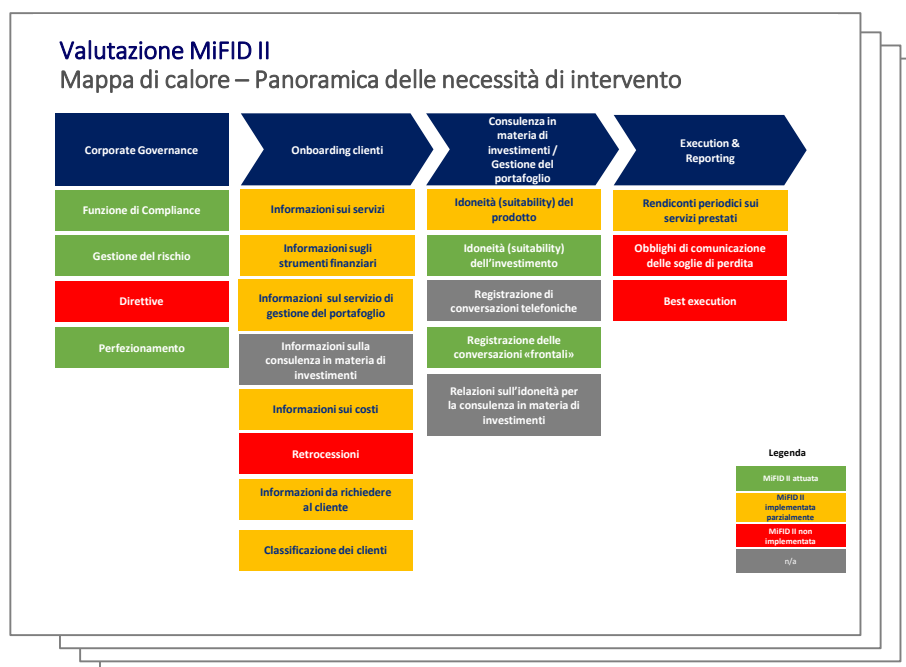 Valutazione MiFID II
Mappa di calore – Panoramica delle necessità di intervento
Corporate Governance
Onboarding clienti
Consulenza in
materia di
investimenti /
Gestione del
portafoglio
Execution &
Reporting
Funzione di Compliance
Gestione del rischio
Direttive
Perfezionamento
Informazioni sui servizi
Informazioni sugli
strumenti finanziari
Informazioni sul servizio di
gestione del portafoglio
Informazioni sulla
consulenza in materia di
investimenti
Informazioni sui costi
Retrocessioni
Informazioni da richiedere
al cliente
Classificazione dei clienti
Idoneità (suitability) del
prodotto
Idoneità (suitability)
dell'investimento
Registrazione di
conversazioni telefoniche
Registrazione delle
conversazioni «frontali»
Relazioni sull'idoneità per
la consulenza in materia di
investimenti
Rendiconti periodici sui
servizi prestati
Obblighi di comunicazione
delle soglie di perdita
Best execution
Legenda
MiFID II attuata
MiFID II
implementata
parzialmente
MiFID II non
implementata
n/a